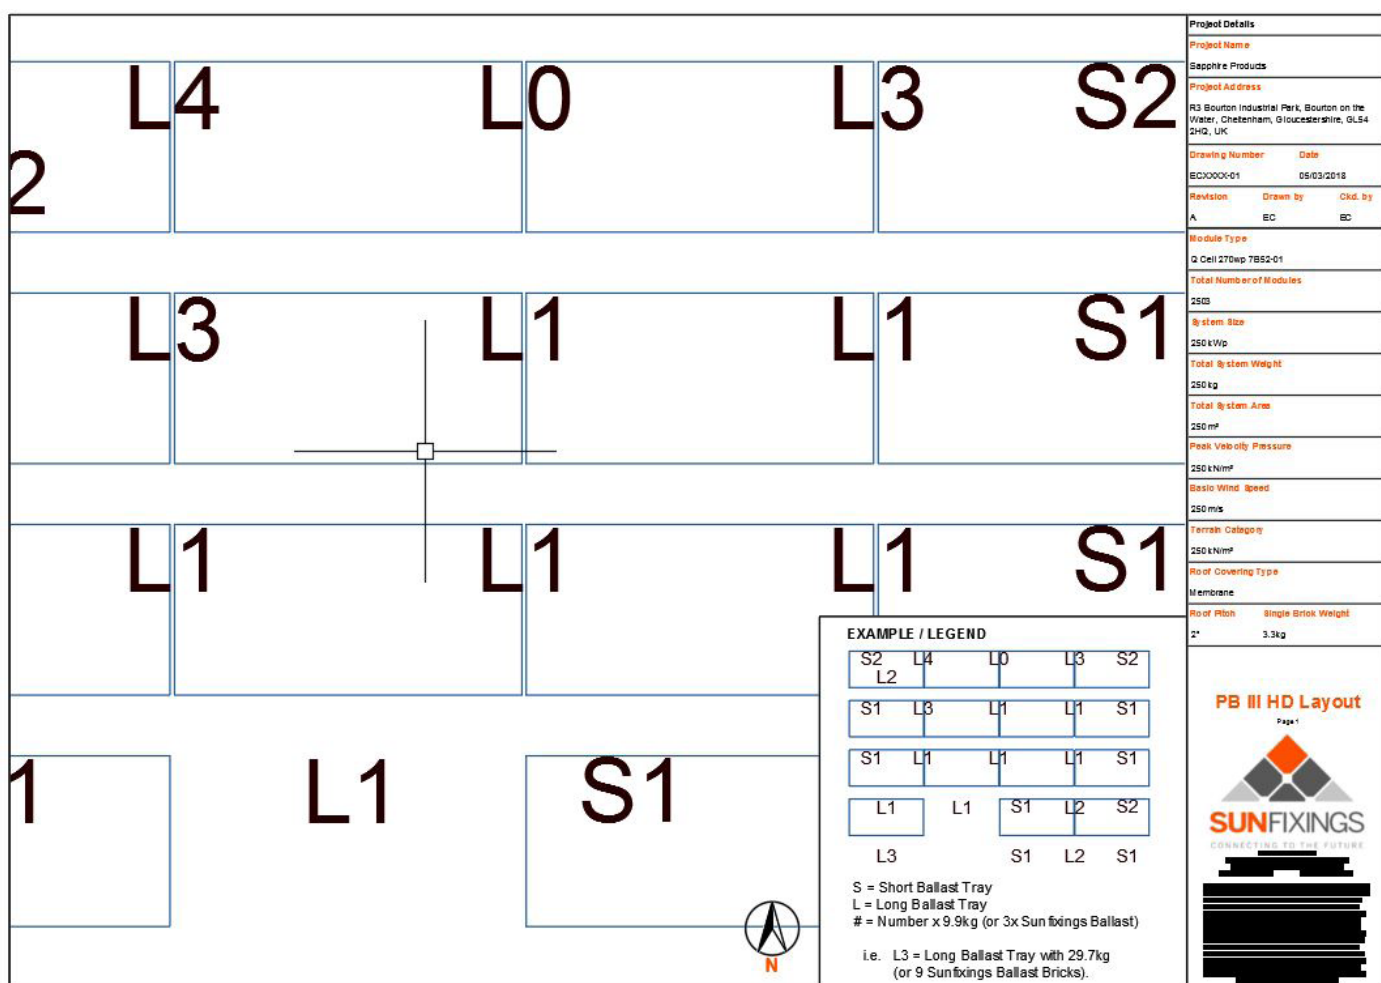 L4 L0 L3 S2
2
L3 L1 L1 S1
L1 L1 L1 S1
1 L1 S1
N
EXAMPLE / LEGEND
S2 L4 L0 L3 S2
L2
S1 L3 L1 L1 S1
S1 L1 L1 L1 S1
L1 L1 S1 L2 S2
L3 S1 L2 S1
S = Short Ballast Tray
L = Long Ballast Tray
# = Number x 9.9kg (or 3x Sunfixings Ballast)
i.e. L3 = Long Ballast Tray with 29.7kg
(or 9 Sunfixings Ballast Bricks).
Project Details
Project Name
Sapphire Products
Project Address
R3 Bourton Industrial Park, Bourton on the
Water, Cheltenham, Gloucestershire, GL54
2HQ, UK
Drawing Number Date
ECXXXX-01 05/03/2018
Revision Drawn by Ckd. by
A EC EC
Module Type
Q Cell 270wp 7BS2-01
Total Number of Modules
2503
System Size
250 kWp
Total System Weight
250 kg
Total System Area
250 m²
Peak Velocity Pressure
250 kN/m²
Basic Wind Speed
250 m/s
Terrain Category
250 kN/m²
Roof Covering Type
Membrane
Roof Pitch Single Brick Weight
2° 3.3kg
PB III HD Layout
Page 1
SUNFIXINGS
CONNECTING TO THE FUTURE